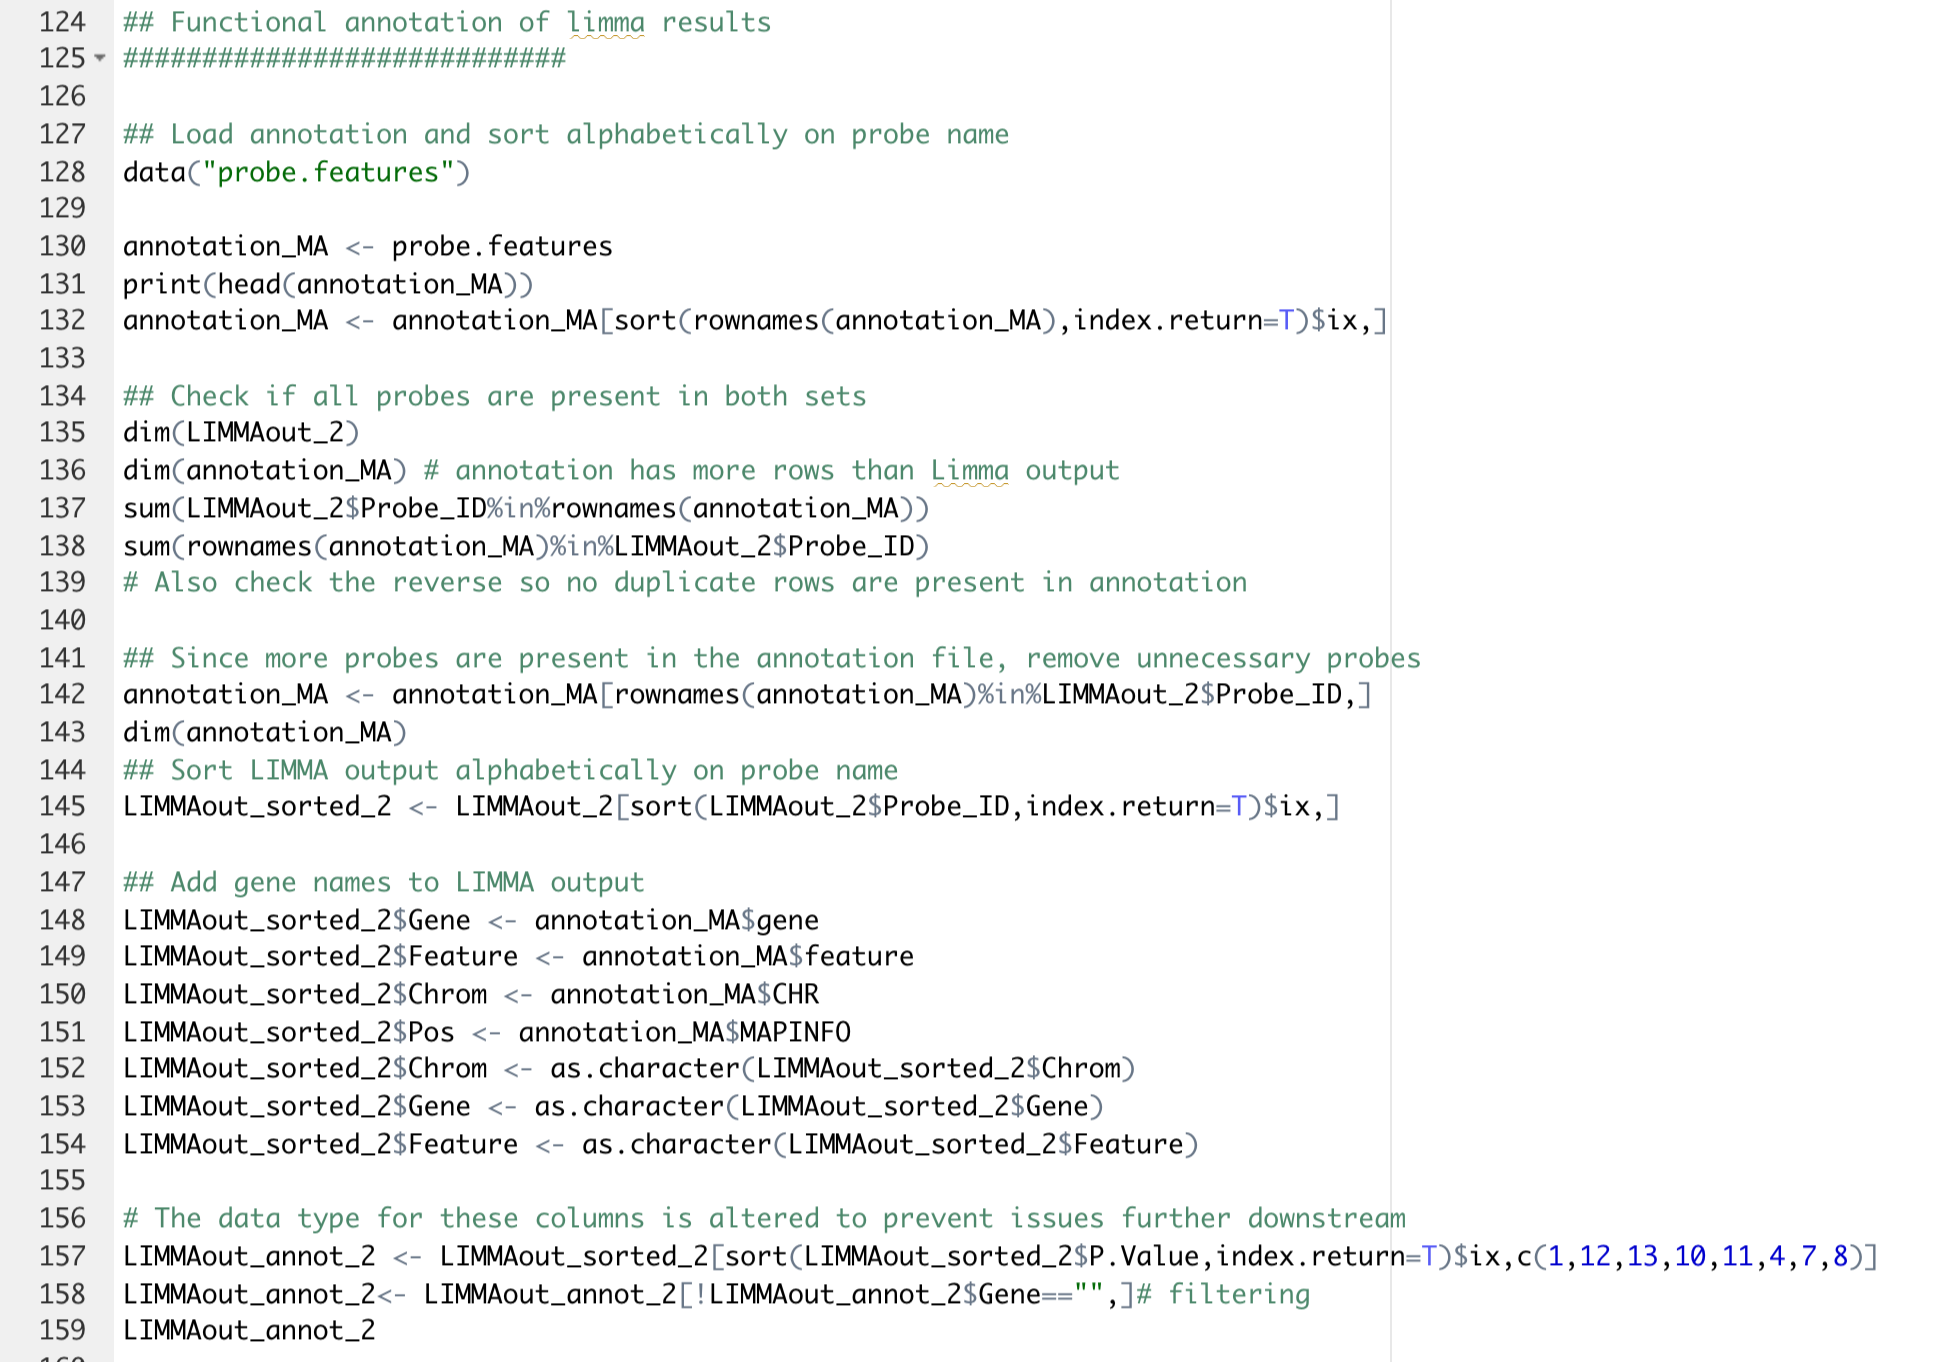 124 ## Functional annotation of limma results
125 ############################
126
127 ## Load annotation and sort alphabetically on probe name
128 data("probe.features")
129
130 annotation_MA <- probe.features
131 print(head(annotation_MA))
132 annotation_MA <- annotation_MA[sort(rownames(annotation_MA),index.return=T)$ix,]
133
134 ## Check if all probes are present in both sets
135 dim(LIMMAout_2)
136 dim(annotation_MA) # annotation has more rows than Limma output
137 sum(LIMMAout_2$Probe_ID%in%rownames(annotation_MA))
138 sum(rownames(annotation_MA)%in%LIMMAout_2$Probe_ID)
139 # Also check the reverse so no duplicate rows are present in annotation
140
141 ## Since more probes are present in the annotation file, remove unnecessary probes
142 annotation_MA <- annotation_MA[rownames(annotation_MA)%in%LIMMAout_2$Probe_ID,]
143 dim(annotation_MA)
144 ## Sort LIMMA output alphabetically on probe name
145 LIMMAout_sorted_2 <- LIMMAout_2[sort(LIMMAout_2$Probe_ID,index.return=T)$ix,]
146
147 ## Add gene names to LIMMA output
148 LIMMAout_sorted_2$Gene <- annotation_MA$gene
149 LIMMAout_sorted_2$Feature <- annotation_MA$feature
150 LIMMAout_sorted_2$Chrom <- annotation_MA$CHR
151 LIMMAout_sorted_2$Pos <- annotation_MA$MAPINFO
152 LIMMAout_sorted_2$Chrom <- as.character(LIMMAout_sorted_2$Chrom)
153 LIMMAout_sorted_2$Gene <- as.character(LIMMAout_sorted_2$Gene)
154 LIMMAout_sorted_2$Feature <- as.character(LIMMAout_sorted_2$Feature)
155
156 # The data type for these columns is altered to prevent issues further downstream
157 LIMMAout_annot_2 <- LIMMAout_sorted_2[sort(LIMMAout_sorted_2$P.Value,index.return=T)$ix,c(1,12,13,10,11,4,7,8)]
158 LIMMAout_annot_2<- LIMMAout_annot_2[!LIMMAout_annot_2$Gene=="",]# filtering
159 LIMMAout_annot_2